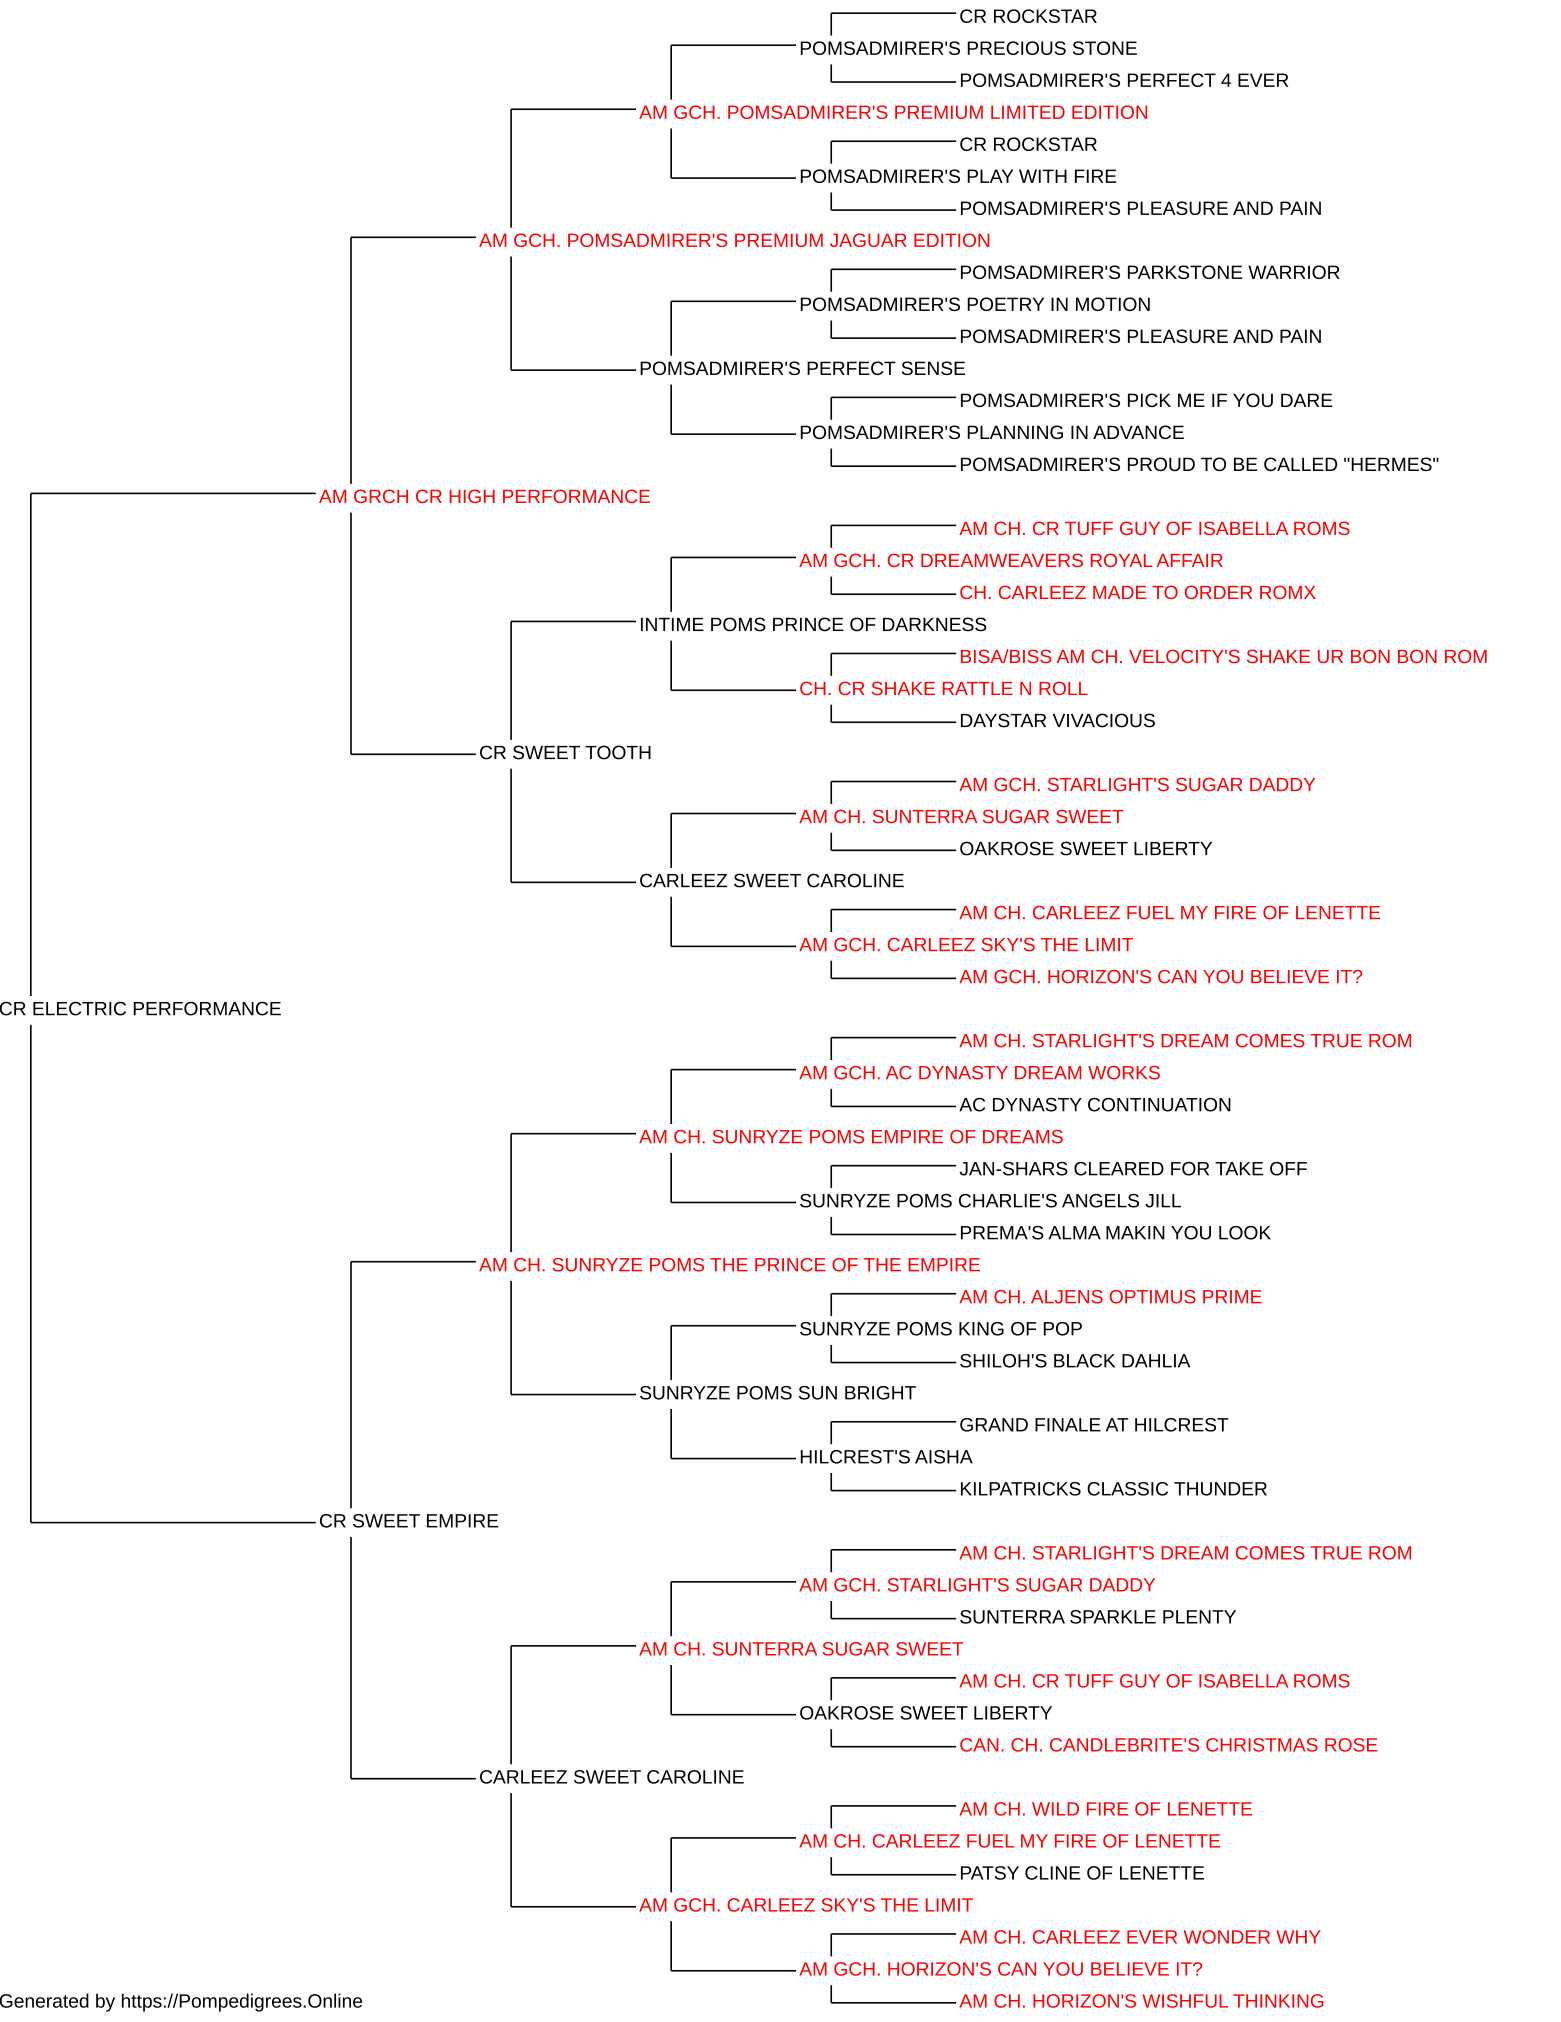 CR ROCKSTAR
POMSADMIRER'S PRECIOUS STONE
POMSADMIRER'S PERFECT 4 EVER
AM GCH. POMSADMIRER'S PREMIUM LIMITED EDITION
CR ROCKSTAR
POMSADMIRER'S PLAY WITH FIRE
POMSADMIRER'S PLEASURE AND PAIN
AM GCH. POMSADMIRER'S PREMIUM JAGUAR EDITION
POMSADMIRER'S PARKSTONE WARRIOR
POMSADMIRER'S POETRY IN MOTION
POMSADMIRER'S PLEASURE AND PAIN
POMSADMIRER'S PERFECT SENSE
POMSADMIRER'S PICK ME IF YOU DARE
POMSADMIRER'S PLANNING IN ADVANCE
POMSADMIRER'S PROUD TO BE CALLED "HERMES"
AM GRCH CR HIGH PERFORMANCE
AM CH. CR TUFF GUY OF ISABELLA ROMS
AM GCH. CR DREAMWEAVERS ROYAL AFFAIR
CH. CARLEEZ MADE TO ORDER ROMX
INTIME POMS PRINCE OF DARKNESS
BISA/BISS AM CH. VELOCITY'S SHAKE UR BON BON ROM
CH. CR SHAKE RATTLE N ROLL
DAYSTAR VIVACIOUS
CR SWEET TOOTH
AM GCH. STARLIGHT'S SUGAR DADDY
AM CH. SUNTERRA SUGAR SWEET
OAKROSE SWEET LIBERTY
CARLEEZ SWEET CAROLINE
AM CH. CARLEEZ FUEL MY FIRE OF LENETTE
AM GCH. CARLEEZ SKY'S THE LIMIT
AM GCH. HORIZON'S CAN YOU BELIEVE IT?
CR ELECTRIC PERFORMANCE
AM CH. STARLIGHT'S DREAM COMES TRUE ROM
AM GCH. AC DYNASTY DREAM WORKS
AC DYNASTY CONTINUATION
AM CH. SUNRYZE POMS EMPIRE OF DREAMS
JAN-SHARS CLEARED FOR TAKE OFF
SUNRYZE POMS CHARLIE'S ANGELS JILL
PREMA'S ALMA MAKIN YOU LOOK
AM CH. SUNRYZE POMS THE PRINCE OF THE EMPIRE
AM CH. ALJENS OPTIMUS PRIME
SUNRYZE POMS KING OF POP
SHILOH'S BLACK DAHLIA
SUNRYZE POMS SUN BRIGHT
GRAND FINALE AT HILCREST
HILCREST'S AISHA
KILPATRICKS CLASSIC THUNDER
CR SWEET EMPIRE
AM CH. STARLIGHT'S DREAM COMES TRUE ROM
AM GCH. STARLIGHT'S SUGAR DADDY
SUNTERRA SPARKLE PLENTY
AM CH. SUNTERRA SUGAR SWEET
AM CH. CR TUFF GUY OF ISABELLA ROMS
OAKROSE SWEET LIBERTY
CAN. CH. CANDLEBRITE'S CHRISTMAS ROSE
CARLEEZ SWEET CAROLINE
AM CH. WILD FIRE OF LENETTE
AM CH. CARLEEZ FUEL MY FIRE OF LENETTE
PATSY CLINE OF LENETTE
AM GCH. CARLEEZ SKY'S THE LIMIT
AM CH. CARLEEZ EVER WONDER WHY
AM GCH. HORIZON'S CAN YOU BELIEVE IT?
AM CH. HORIZON'S WISHFUL THINKING
Generated by https://Pompedigrees.Online